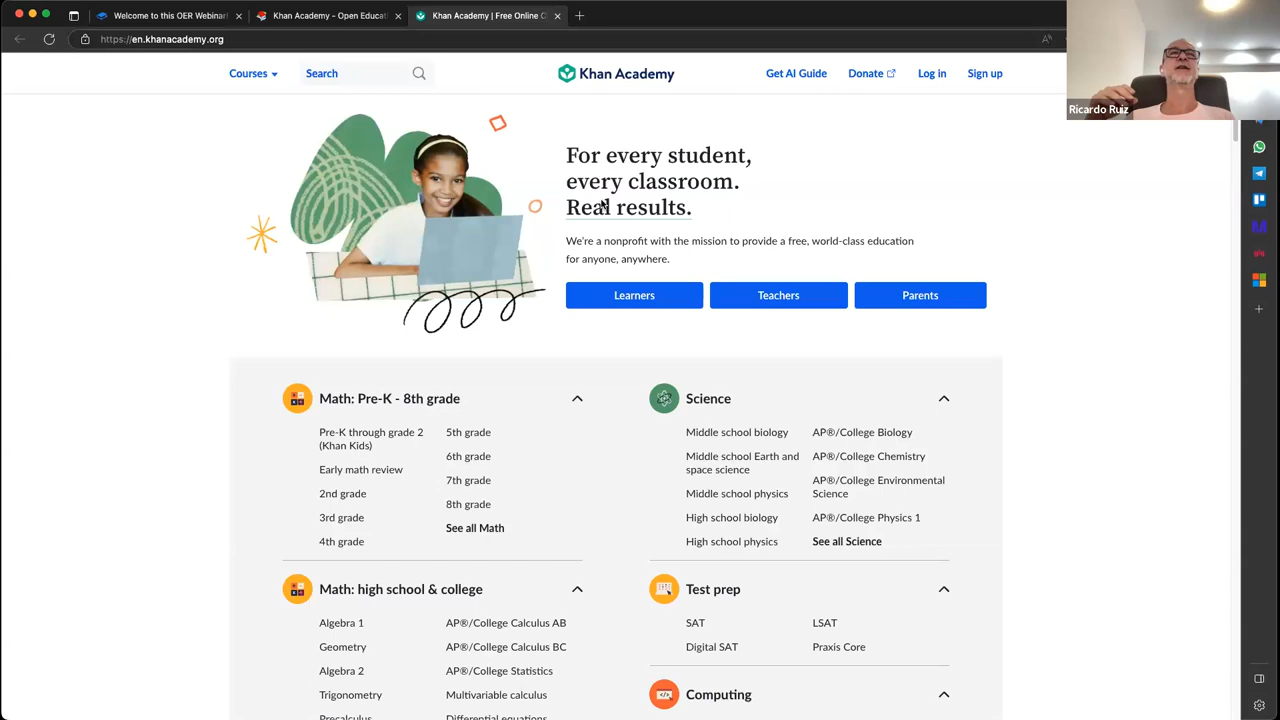 Welcome to this OER Webinar!
Khan Academy - Open Educati
Khan Academy | Free Online C
https://en.khanacademy.org
Courses
Search
Khan Academy
Get AI Guide
Donate
Log in
Sign up
Ricardo Ruiz
For every student,
every classroom.
Real results.
We're a nonprofit with the mission to provide a free, world-class education
for anyone, anywhere.
Learners
Teachers
Parents
Math: Pre-K - 8th grade
Pre-K through grade 2
(Khan Kids)
Early math review
2nd grade
3rd grade
4th grade
5th grade
6th grade
7th grade
8th grade
See all Math
Science
Middle school biology
Middle school Earth and
space science
Middle school physics
High school biology
High school physics
AP®/College Biology
AP®/College Chemistry
AP®/College Environmental
Science
AP®/College Physics 1
See all Science
Math: high school & college
Algebra 1
Geometry
Algebra 2
Trigonometry
Precalculus
AP®/College Calculus AB
AP®/College Calculus BC
AP®/College Statistics
Multivariable calculus
Differential equations
Test prep
SAT
Digital SAT
LSAT
Praxis Core
Computing